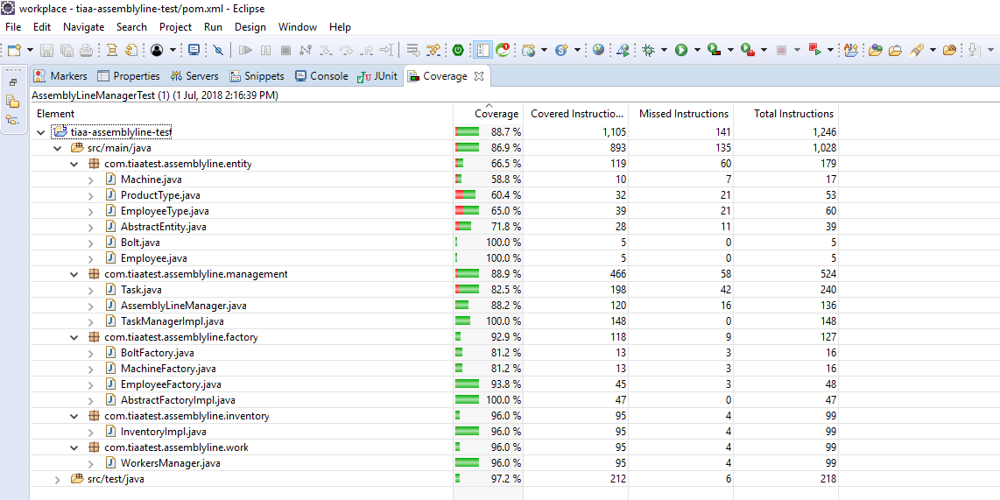 workplace - tiaa-assemblyline-test/pom.xml - Eclipse
File Edit Navigate Search Project Run Design Window Help
Markers Properties Servers Snippets Console JUnit Coverage
AssemblyLineManagerTest (1) (1 Jul, 2018 2:16:39 PM)
Element Coverage Covered Instructio... Missed Instructions Total Instructions
tiaa-assemblyline-test 88.7 % 1,105 141 1,246
src/main/java 86.9 % 893 135 1,028
com.tiaatest.assemblyline.entity 66.5 % 119 60 179
Machine.java 58.8 % 10 7 17
ProductType.java 60.4 % 32 21 53
EmployeeType.java 65.0 % 39 21 60
AbstractEntity.java 71.8 % 28 11 39
Bolt.java 100.0 % 5 0 5
Employee.java 100.0 % 5 0 5
com.tiaatest.assemblyline.management 88.9 % 466 58 524
Task.java 82.5 % 198 42 240
AssemblyLineManager.java 88.2 % 120 16 136
TaskManagerImpl.java 100.0 % 148 0 148
com.tiaatest.assemblyline.factory 92.9 % 118 9 127
BoltFactory.java 81.2 % 13 3 16
MachineFactory.java 81.2 % 13 3 16
EmployeeFactory.java 93.8 % 45 3 48
AbstractFactoryImpl.java 100.0 % 47 0 47
com.tiaatest.assemblyline.inventory 96.0 % 95 4 99
InventoryImpl.java 96.0 % 95 4 99
com.tiaatest.assemblyline.work 96.0 % 95 4 99
WorkersManager.java 96.0 % 95 4 99
src/test/java 97.2 % 212 6 218